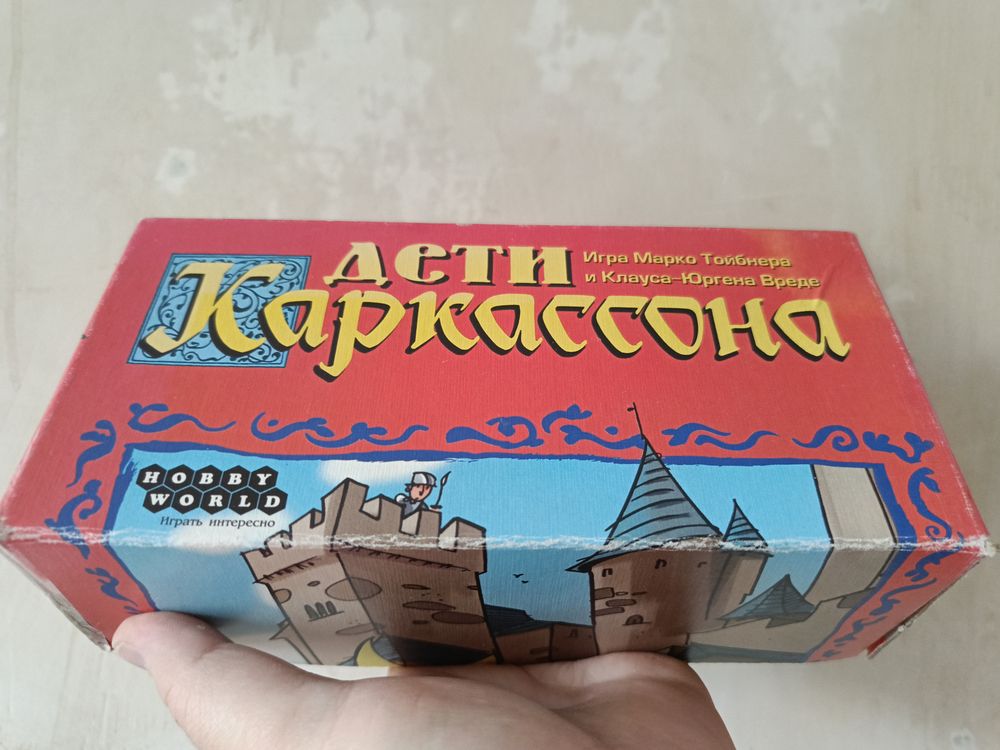 дети
Каркассона
Игра Марко Тойбнера
и Клауса-Юргена Вреде
HOBBY
WORLD
Играть интересно